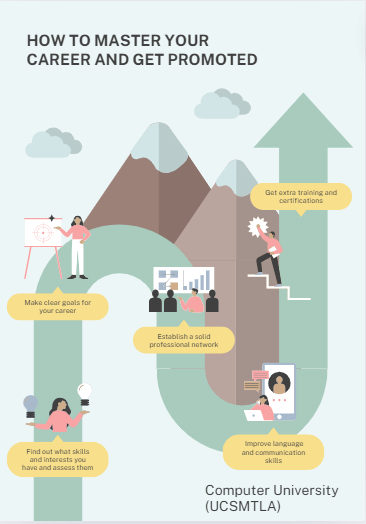 HOW TO MASTER YOUR
CAREER AND GET PROMOTED
Get extra training and
certifications
Make clear goals for
your career
Establish a solid
professional network
Improve language
and communication
skills
Find out what skills
and interests you
have and assess them
Computer University
(UCSMTLA)